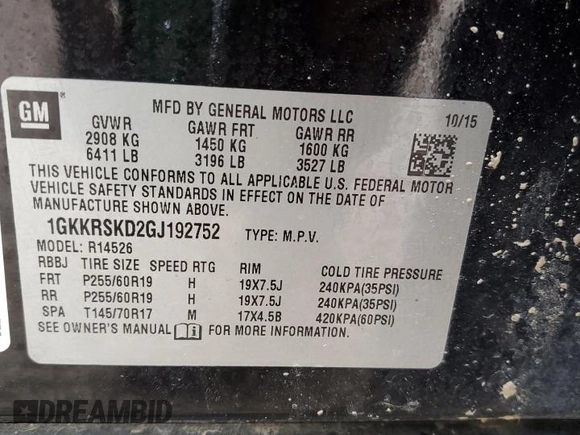 GM
MFD BY GENERAL MOTORS LLC 10/15
GVWR GAWR FRT GAWR RR
2908 KG 1450 KG 1600 KG
6411 LB 3196 LB 3527 LB
THIS VEHICLE CONFORMS TO ALL APPLICABLE U.S. FEDERAL MOTOR
VEHICLE SAFETY STANDARDS IN EFFECT ON THE DATE OF
MANUFACTURE SHOWN ABOVE.
1GKKRSKD2GJ192752 TYPE: M.P.V.
MODEL: R14526
RBBJ TIRE SIZE SPEED RTG RIM COLD TIRE PRESSURE
FRT P255/60R19 H 19X7.5J 240KPA(35PSI)
RR P255/60R19 H 19X7.5J 240KPA(35PSI)
SPA T145/70R17 M 17X4.5B 420KPA(60PSI)
SEE OWNER'S MANUAL FOR MORE INFORMATION.
DREAMBID